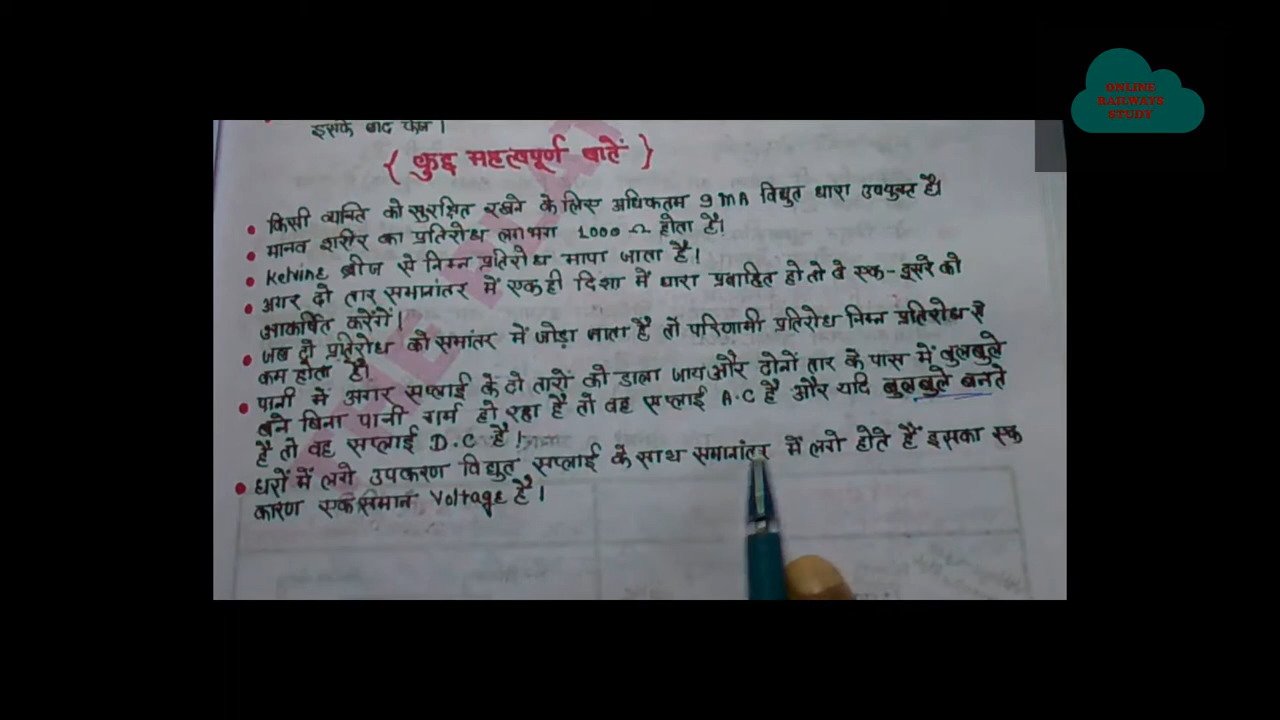 ONLINE
RAILWAYS
STUDY
इसके बाद फेज।
{ कुछ महत्वपूर्ण बातें }
• किसी व्यक्ति को सुरक्षित रखने के लिए अधिकतम 9 mA विद्युत धारा उपयुक्त है।
• मानव शरीर का प्रतिरोध लगभग 1000 Ω होता है।
• Kelvine ब्रीज से निम्न प्रतिरोध मापा जाता है।
• अगर दो तार समानांतर में एक ही दिशा में धारा प्रवाहित हो तो वे एक-दूसरे को
आकर्षित करेंगें।
• जब दो प्रतिरोध को समांतर में जोड़ा जाता है तो परिणामी प्रतिरोध निम्न प्रतिरोध से
कम होता है।
• पानी में अगर सप्लाई के दो तारों को डाला जाय और दोनों तार के पास में बुलबुले
बने बिना पानी गर्म हो रहा है तो वह सप्लाई A.C है और यदि बुलबुले बनते
है तो वह सप्लाई D.C है।
• घरों में लगे उपकरण विद्युत सप्लाई के साथ समानांतर में लगे होते हैं इसका एक
कारण एक समान Voltage है।